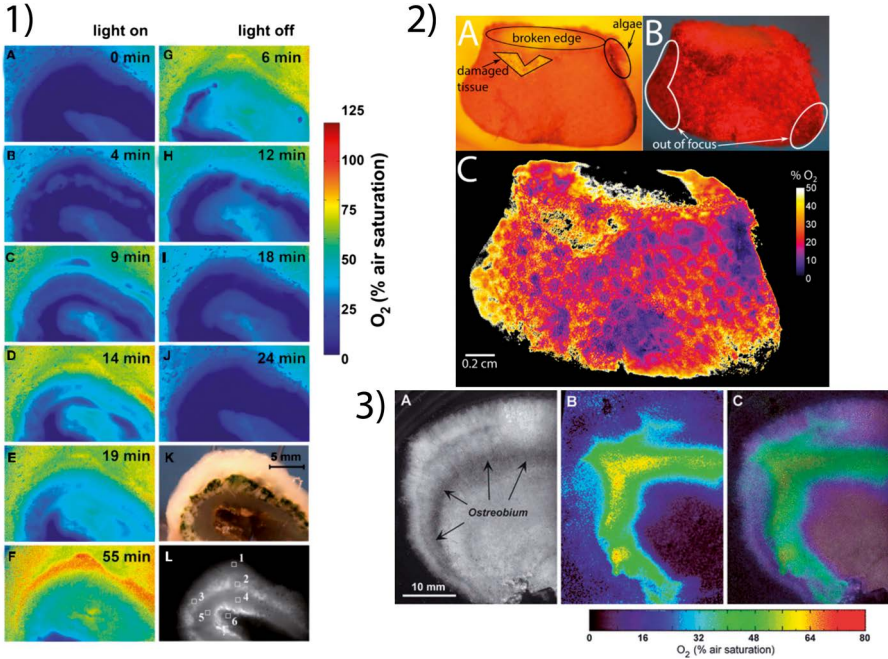 1)
light on
light off
A
0 min
G
6 min
B
4 min
H
12 min
C
9 min
I
18 min
D
14 min
J
24 min
E
19 min
K
5 mm
F
55 min
L
1
2
3
4
5
6
125
100
75
50
25
0
O₂ (% air saturation)
2)
A
broken edge
algae
damaged
tissue
B
out of focus
C
% O₂
50
40
30
20
10
0
0.2 cm
3)
A
Ostreobium
10 mm
B
C
0
16
32
48
64
80
O₂ (% air saturation)